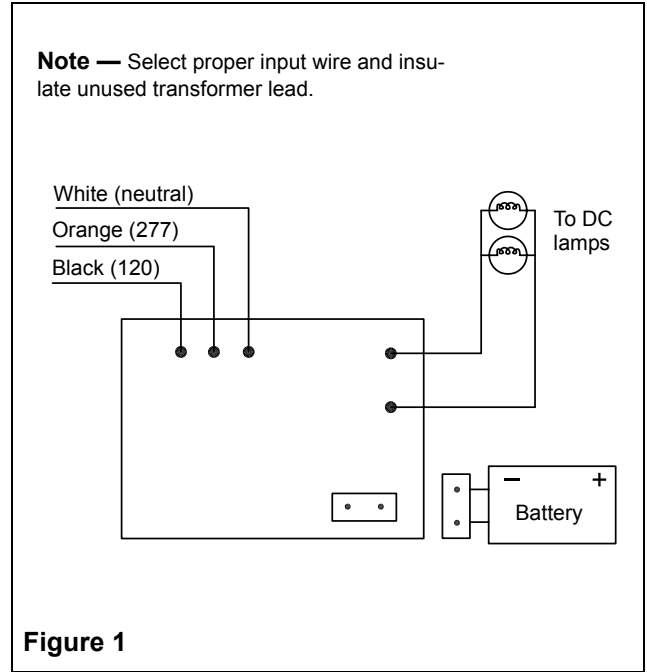 Note — Select proper input wire and insu-
late unused transformer lead.
White (neutral)
Orange (277)
Black (120)
To DC
lamps
– +
Battery
Figure 1